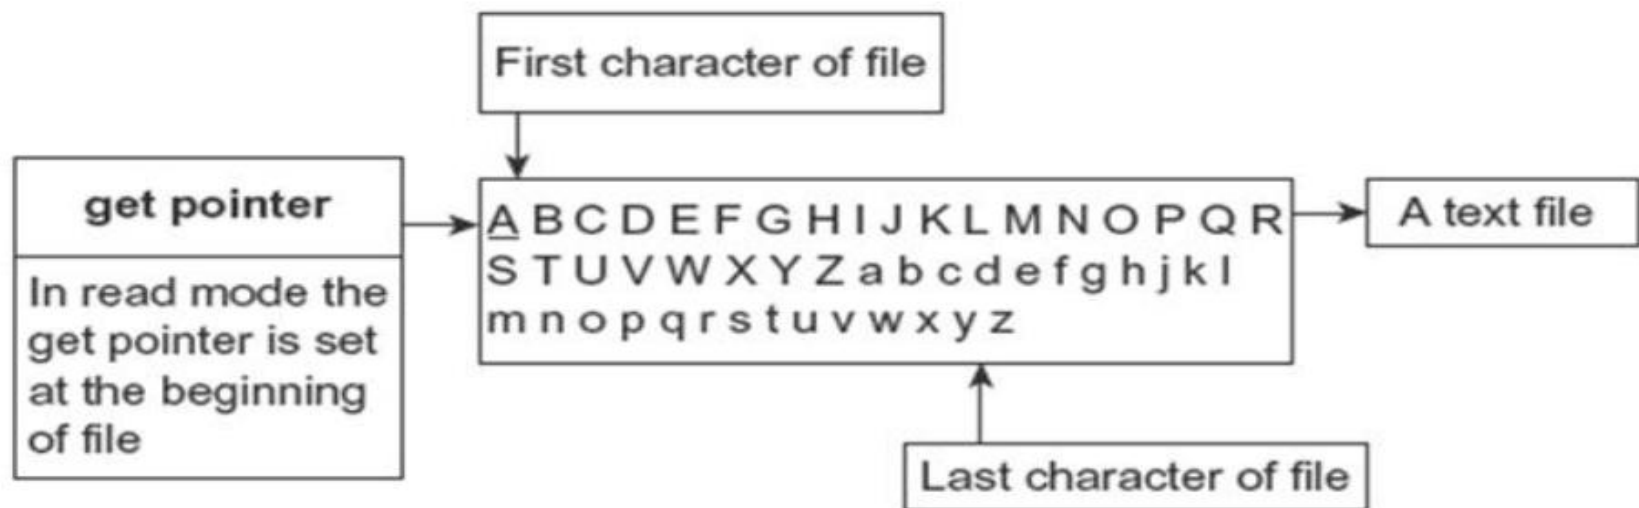 First character of file
get pointer
In read mode the
get pointer is set
at the beginning
of file
A B C D E F G H I J K L M N O P Q R
S T U V W X Y Z a b c d e f g h j k l
m n o p q r s t u v w x y z
A text file
Last character of file